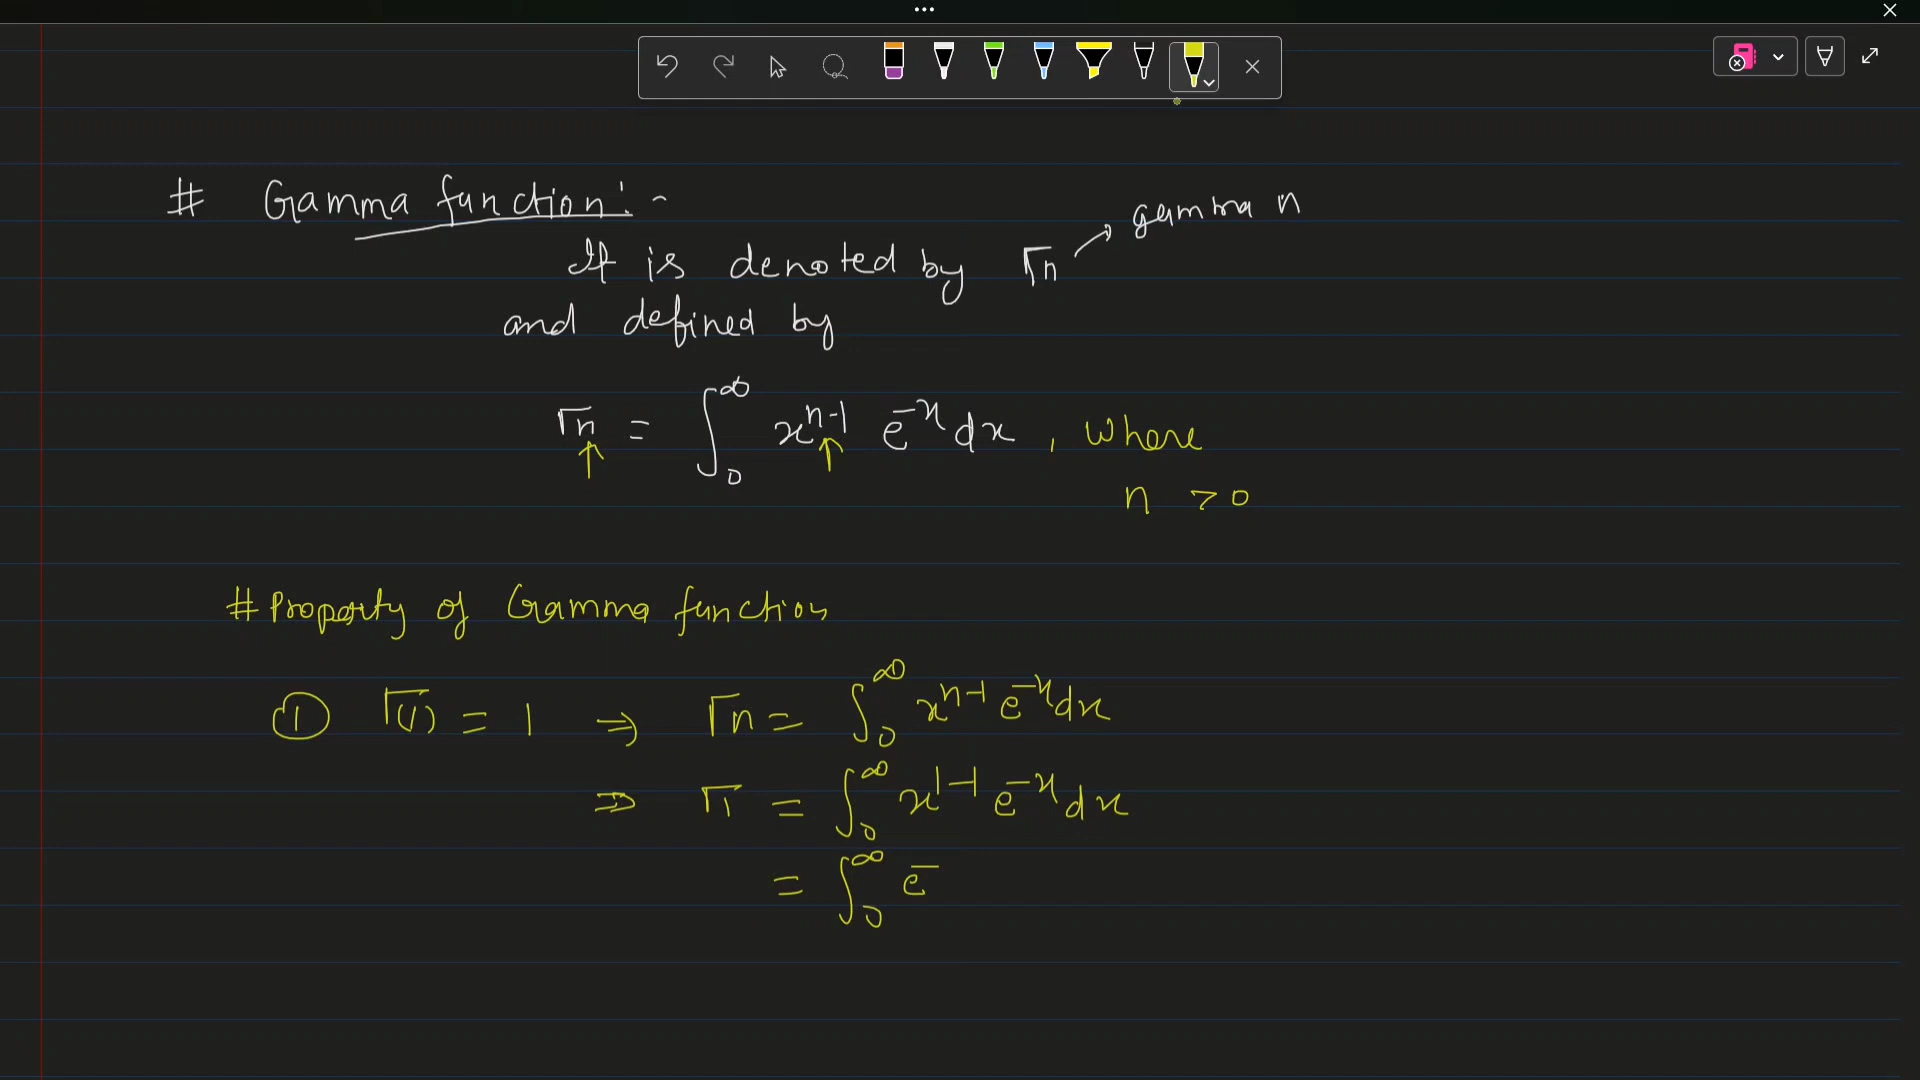 # Gamma function :-
gamma n
It is denoted by Γn
and defined by
Γn = ∫₀^∞ x^(n-1) e^(-x) dx , where
n > 0
# Property of Gamma function
① Γ(1) = 1 ⇒ Γn = ∫₀^∞ x^(n-1) e^(-x) dx
⇒ Γ1 = ∫₀^∞ x^(1-1) e^(-x) dx
= ∫₀^∞ e^-